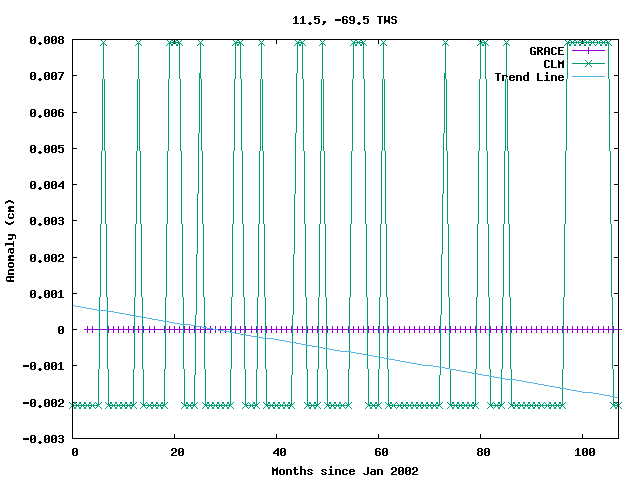 11.5, -69.5 TWS
0.008
0.007
0.006
0.005
0.004
0.003
0.002
0.001
0
-0.001
-0.002
-0.003
Anomaly (cm)
GRACE
CLM
Trend Line
0 20 40 60 80 100
Months since Jan 2002